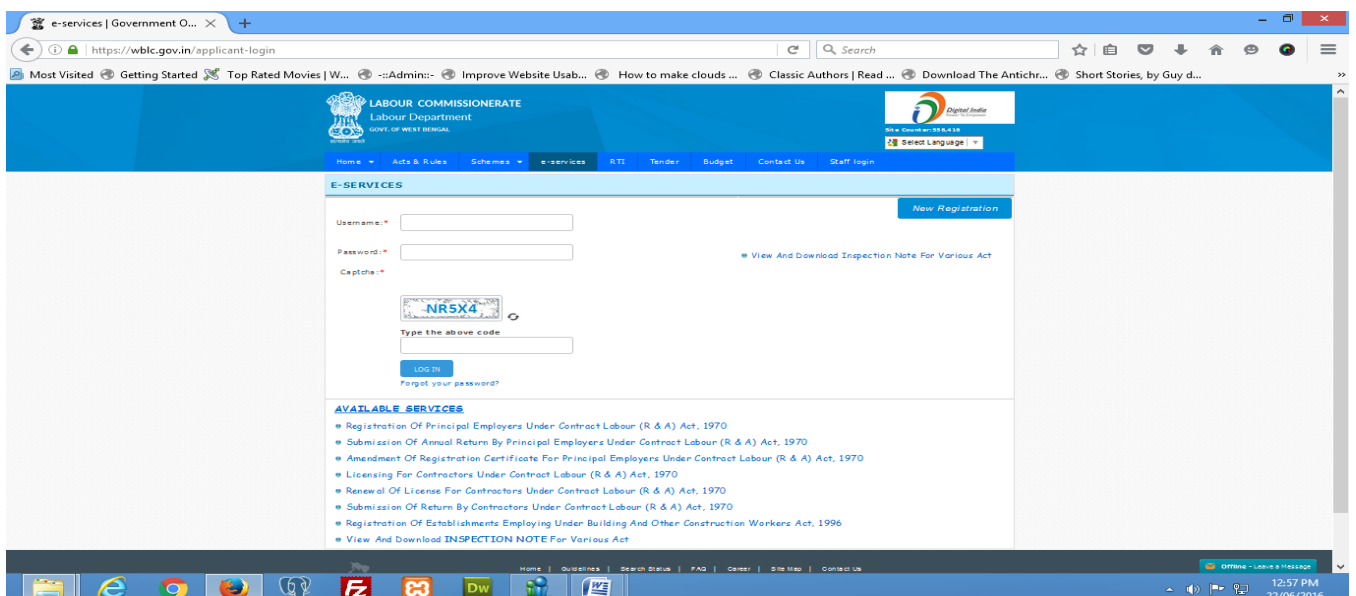 e-services | Government O...
https://wblc.gov.in/applicant-login
Search
Most Visited Getting Started Top Rated Movies | W... -::Admin::- Improve Website Usab... How to make clouds ... Classic Authors | Read ... Download The Antichr... Short Stories, by Guy d... »
LABOUR COMMISSIONERATE
Labour Department
GOVT. OF WEST BENGAL
Digital India
Power To Empower
Site Counter:
Select Language
Home Acts & Rules Schemes e-services RTI Tender Budget Contact Us Staff login
E-SERVICES
New Registration
Username:*
Password:*
View And Download Inspection Note For Various Act
Captcha:*
NR5X4
Type the above code
LOG IN
Forgot your password?
AVAILABLE SERVICES
Registration Of Principal Employers Under Contract Labour (R & A) Act, 1970
Submission Of Annual Return By Principal Employers Under Contract Labour (R & A) Act, 1970
Amendment Of Registration Certificate For Principal Employers Under Contract Labour (R & A) Act, 1970
Licensing For Contractors Under Contract Labour (R & A) Act, 1970
Renewal Of License For Contractors Under Contract Labour (R & A) Act, 1970
Submission Of Return By Contractors Under Contract Labour (R & A) Act, 1970
Registration Of Establishments Employing Under Building And Other Construction Workers Act, 1996
View And Download INSPECTION NOTE For Various Act
Home | Guidelines | Search Status | FAQ | Career | Site Map | Contact Us
Offline - Leave a Message
Dw
12:57 PM
22/06/2016